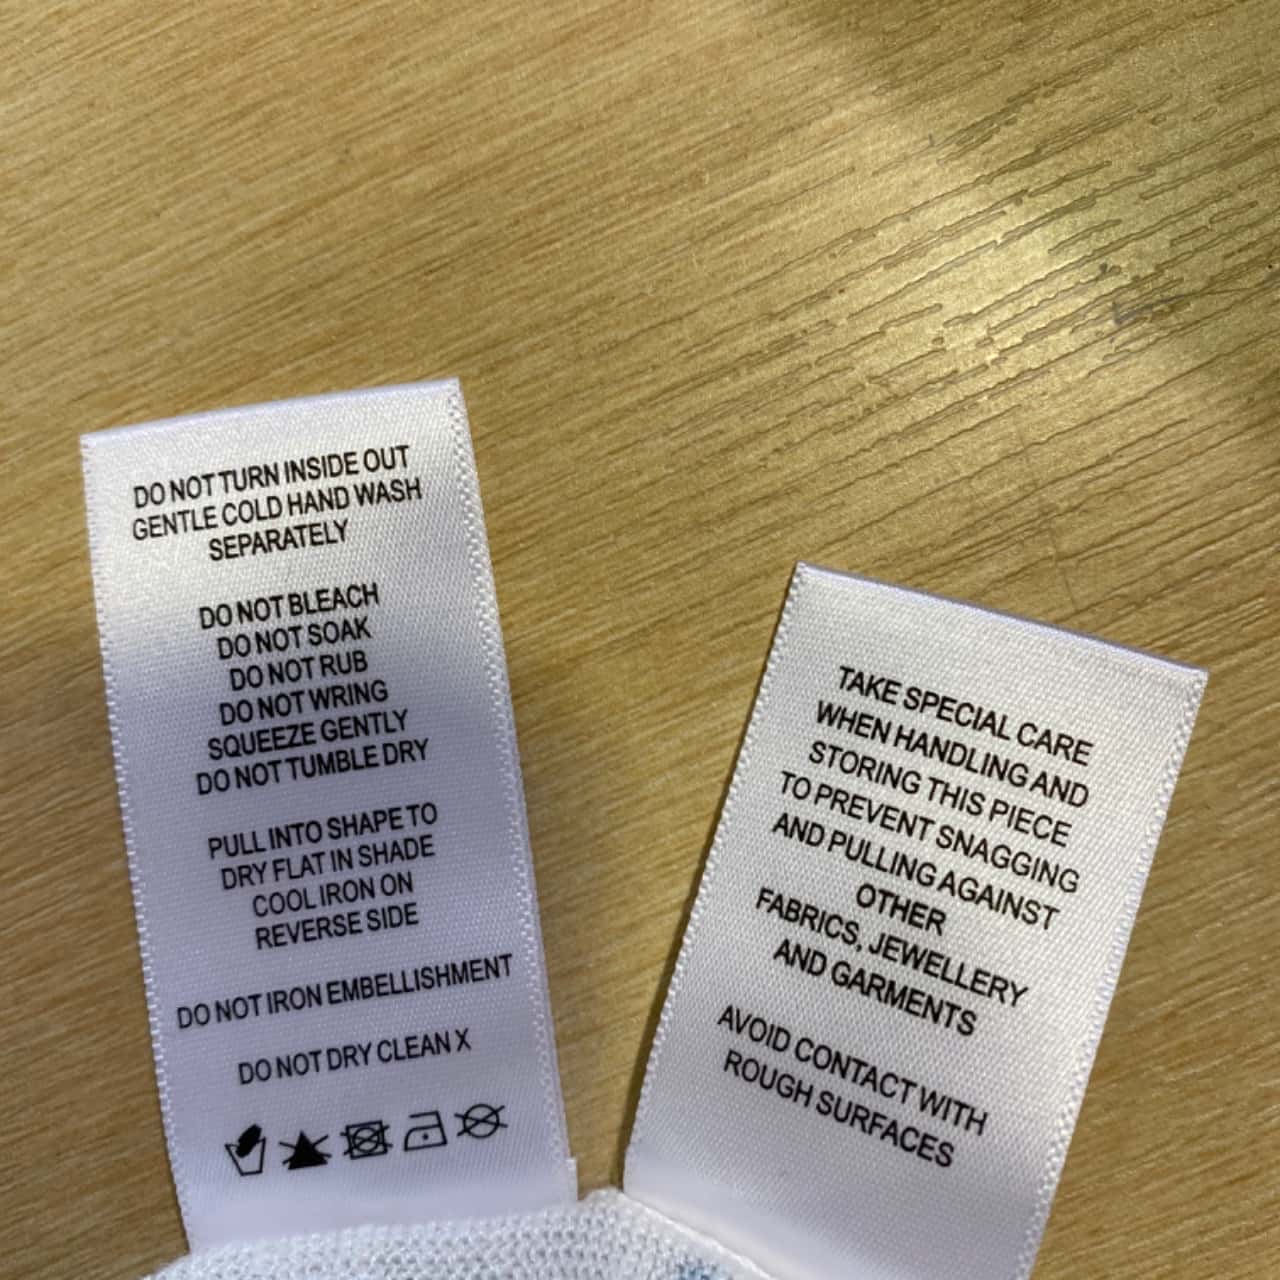 DO NOT TURN INSIDE OUT
GENTLE COLD HAND WASH
SEPARATELY
DO NOT BLEACH
DO NOT SOAK
DO NOT RUB
DO NOT WRING
SQUEEZE GENTLY
DO NOT TUMBLE DRY
PULL INTO SHAPE TO
DRY FLAT IN SHADE
COOL IRON ON
REVERSE SIDE
DO NOT IRON EMBELLISHMENT
DO NOT DRY CLEAN X
TAKE SPECIAL CARE
WHEN HANDLING AND
STORING THIS PIECE
TO PREVENT SNAGGING
AND PULLING AGAINST
OTHER
FABRICS, JEWELLERY
AND GARMENTS
AVOID CONTACT WITH
ROUGH SURFACES